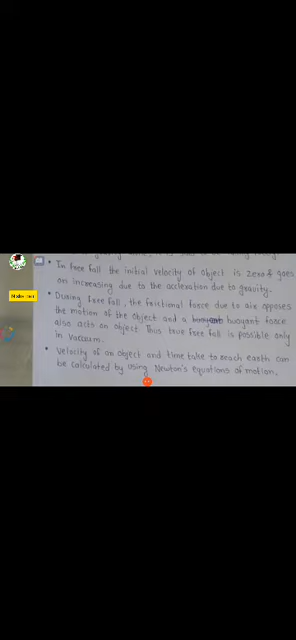 • In free fall the initial velocity of object is zero & goes
on increasing due to the accleration due to gravity.
• During free fall, the frictional force due to air opposes
the motion of the object and a buoyant force
also acts on object Thus true free fall is possible only
in vaccum.
• Velocity of an object and time take to reach earth can
be calculated by using Newton's equations of motion.